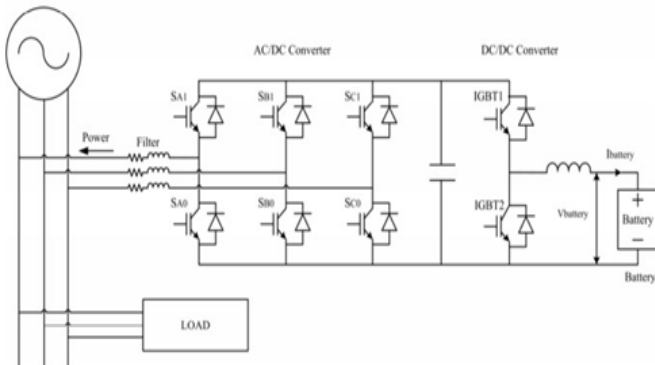 AC/DC Converter
DC/DC Converter
SA1
SB1
SC1
IGBT1
Power
Filter
Ibattery
SA0
SB0
SC0
IGBT2
Vbattery
+
Battery
−
Battery
LOAD